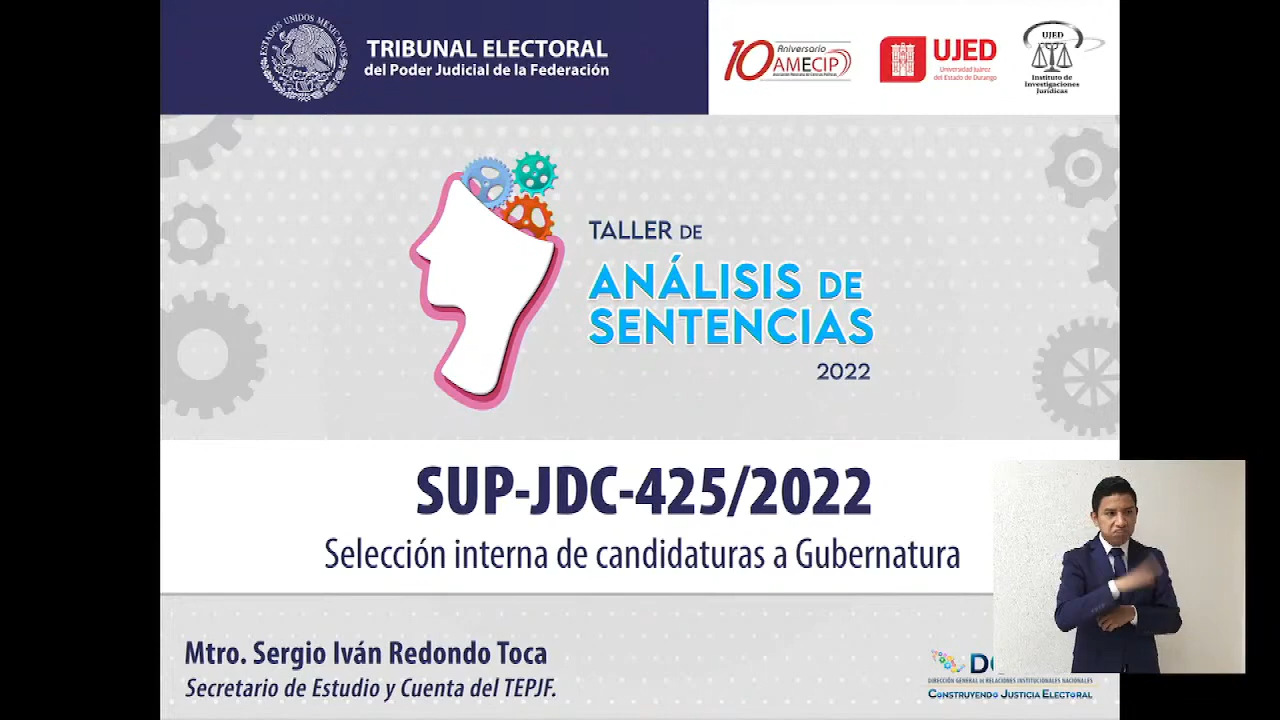 ESTADOS UNIDOS MEXICANOS
TRIBUNAL ELECTORAL
del Poder Judicial de la Federación
10 Aniversario
AMECIP
UJED
Universidad Juárez
del Estado de Durango
UJED
Instituto de
Investigaciones
Jurídicas
TALLER DE
ANÁLISIS DE
SENTENCIAS
2022
SUP-JDC-425/2022
Selección interna de candidaturas a Gubernatura
Mtro. Sergio Iván Redondo Toca
Secretario de Estudio y Cuenta del TEPJF.
DIRECCIÓN GENERAL DE RELACIONES INSTITUCIONALES NACIONALES
CONSTRUYENDO JUSTICIA ELECTORAL